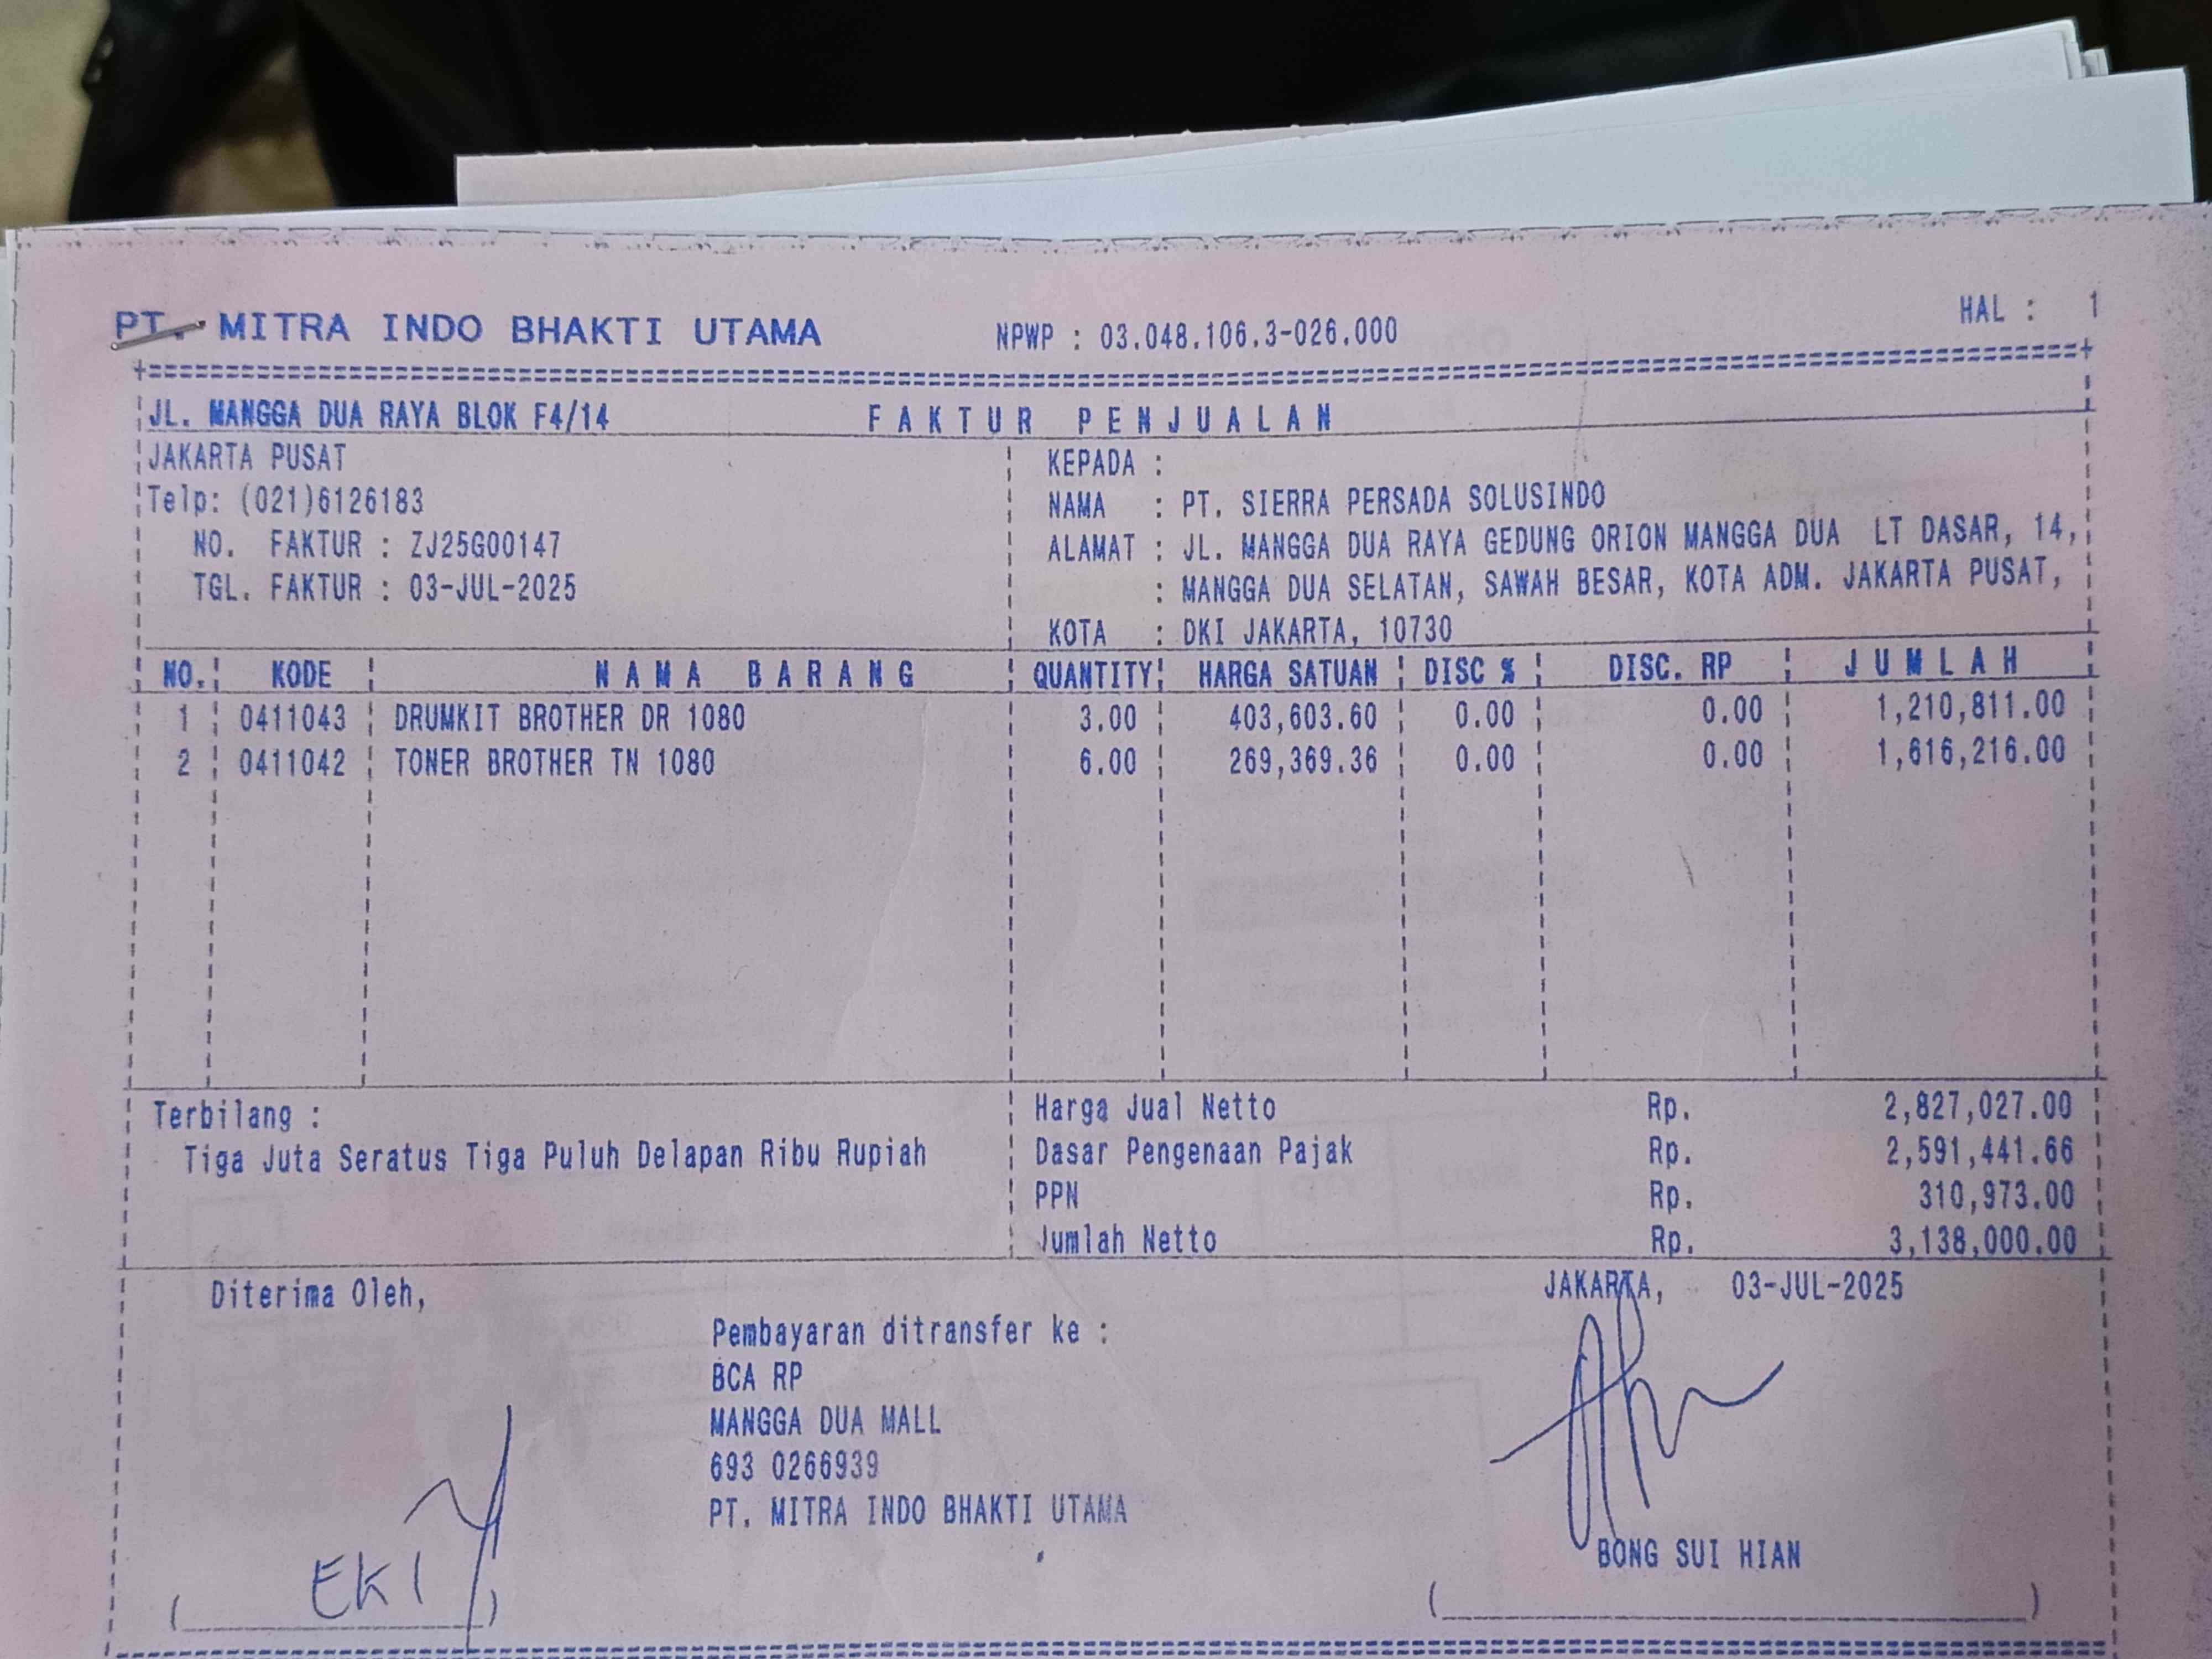 PT. MITRA INDO BHAKTI UTAMA NPWP : 03.048.106.3-026.000 HAL : 1
JL. MANGGA DUA RAYA BLOK F4/14 FAKTUR PENJUALAN
JAKARTA PUSAT KEPADA :
Telp: (021)6126183 NAMA : PT. SIERRA PERSADA SOLUSINDO
NO. FAKTUR : ZJ25G00147 ALAMAT : JL. MANGGA DUA RAYA GEDUNG ORION MANGGA DUA LT DASAR, 14,
TGL. FAKTUR : 03-JUL-2025 : MANGGA DUA SELATAN, SAWAH BESAR, KOTA ADM. JAKARTA PUSAT,
KOTA : DKI JAKARTA, 10730
NO. KODE NAMA BARANG QUANTITY HARGA SATUAN DISC % DISC. RP JUMLAH
1 0411043 DRUMKIT BROTHER DR 1080 3.00 403,603.60 0.00 0.00 1,210,811.00
2 0411042 TONER BROTHER TN 1080 6.00 269,369.36 0.00 0.00 1,616,216.00
Terbilang : Harga Jual Netto Rp. 2,827,027.00
Tiga Juta Seratus Tiga Puluh Delapan Ribu Rupiah Dasar Pengenaan Pajak Rp. 2,591,441.66
PPN Rp. 310,973.00
Jumlah Netto Rp. 3,138,000.00
Diterima Oleh, JAKARTA, 03-JUL-2025
Pembayaran ditransfer ke :
BCA RP
MANGGA DUA MALL
693 0266939
PT. MITRA INDO BHAKTI UTAMA
BONG SUI HIAN
(EKI)